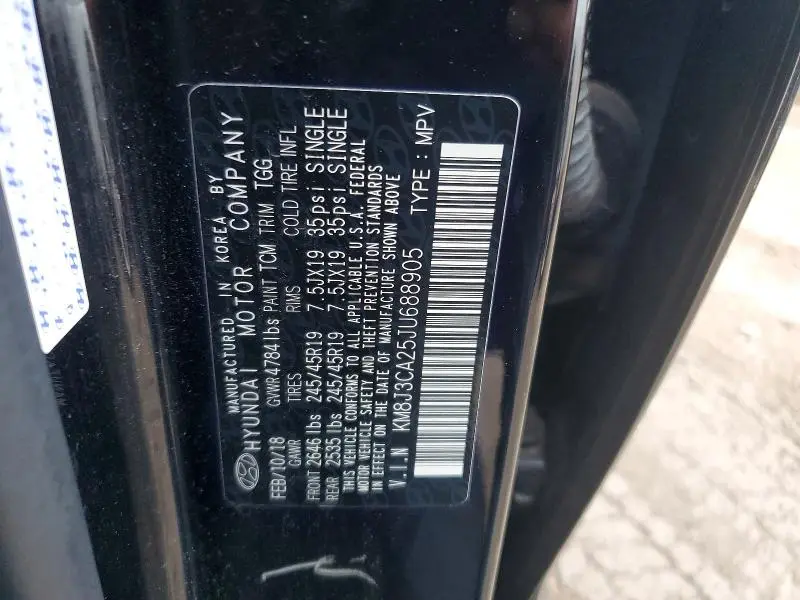 MANUFACTURED IN KOREA BY
HYUNDAI MOTOR COMPANY
FEB/10/18 GVWR 4784 lbs PAINT TCM TRIM TGG
GAWR TIRES RIMS COLD TIRE INFL
FRONT 2646 lbs 245/45R19 7.5JX19 35psi SINGLE
REAR 2535 lbs 245/45R19 7.5JX19 35psi SINGLE
THIS VEHICLE CONFORMS TO ALL APPLICABLE U.S.A. FEDERAL
MOTOR VEHICLE SAFETY AND THEFT PREVENTION STANDARDS
IN EFFECT ON THE DATE OF MANUFACTURE SHOWN ABOVE
V.I.N KM8J3CA25JU688905 TYPE : MPV